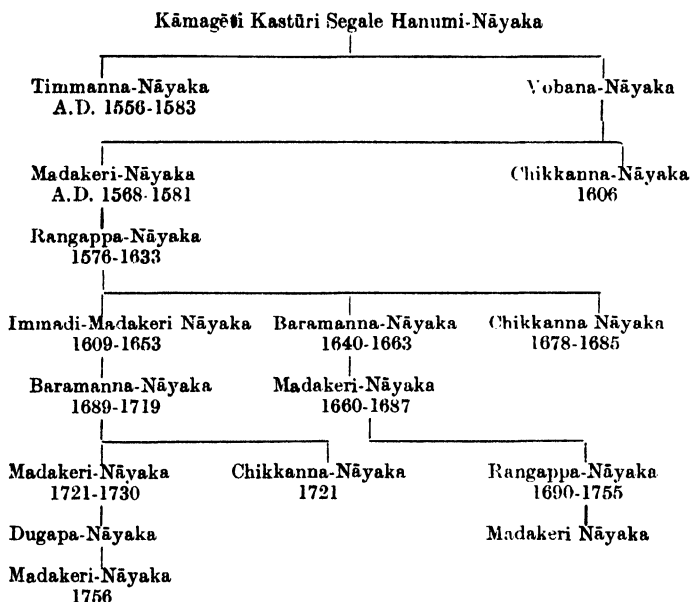 Kāmagēti Kastūri Segale Hanumi-Nāyaka
Timmanna-Nāyaka Vobana-Nāyaka
A.D. 1556-1583
Madakeri-Nāyaka Chikkanna-Nāyaka
A.D. 1568-1581 1606
Rangappa-Nāyaka
1576-1633
Immadi-Madakeri Nāyaka Baramanna-Nāyaka Chikkanna Nāyaka
1609-1653 1640-1663 1678-1685
Baramanna-Nāyaka Madakeri-Nāyaka
1689-1719 1660-1687
Madakeri-Nāyaka Chikkanna-Nāyaka Rangappa-Nāyaka
1721-1730 1721 1690-1755
Dugapa-Nāyaka Madakeri Nāyaka
Madakeri-Nāyaka
1756